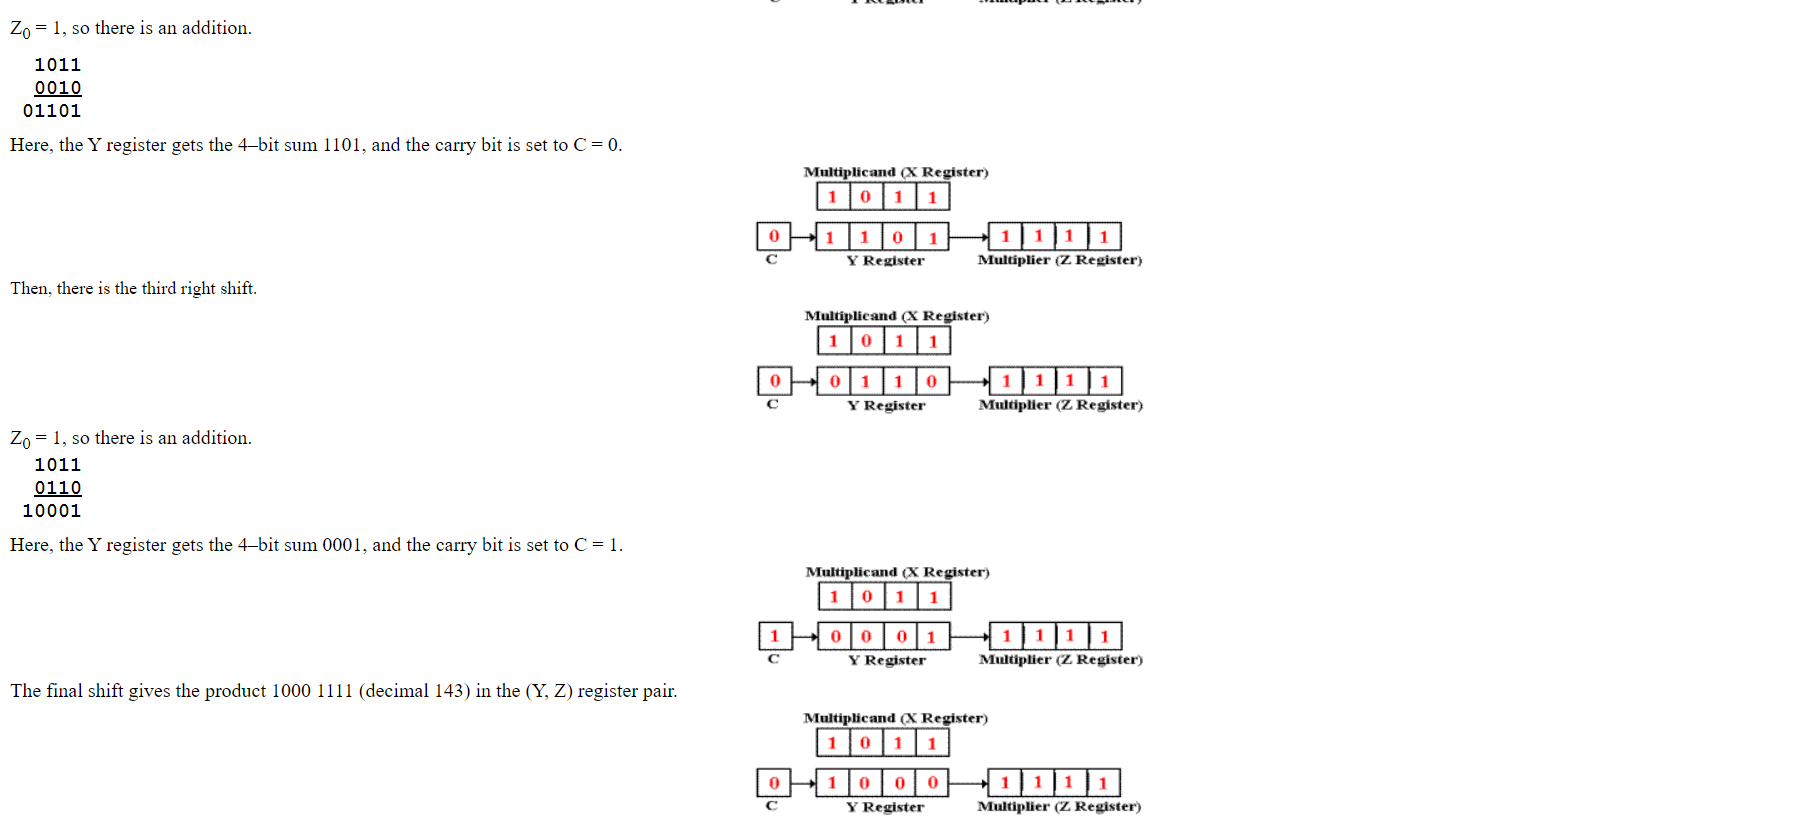 Z0 = 1, so there is an addition.
1011
0010
01101
Here, the Y register gets the 4–bit sum 1101, and the carry bit is set to C = 0.
Multiplicand (X Register)
1 0 1 1
0 1 1 0 1 1 1 1 1
C Y Register Multiplier (Z Register)
Then, there is the third right shift.
Multiplicand (X Register)
1 0 1 1
0 0 1 1 0 1 1 1 1
C Y Register Multiplier (Z Register)
Z0 = 1, so there is an addition.
1011
0110
10001
Here, the Y register gets the 4–bit sum 0001, and the carry bit is set to C = 1.
Multiplicand (X Register)
1 0 1 1
1 0 0 0 1 1 1 1 1
C Y Register Multiplier (Z Register)
The final shift gives the product 1000 1111 (decimal 143) in the (Y, Z) register pair.
Multiplicand (X Register)
1 0 1 1
0 1 0 0 0 1 1 1 1
C Y Register Multiplier (Z Register)